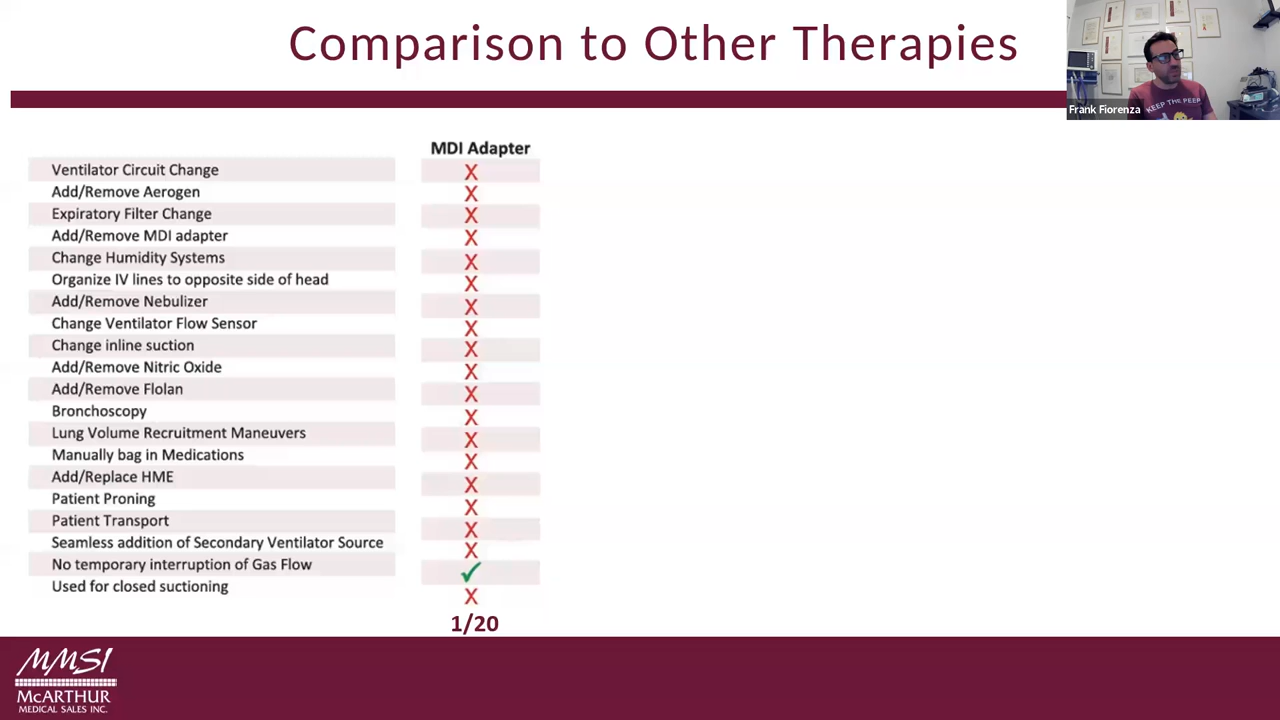 Comparison to Other Therapies
Frank Fiorenza
KEEP THE PEEP
MDI Adapter
Ventilator Circuit Change X
Add/Remove Aerogen X
Expiratory Filter Change X
Add/Remove MDI adapter X
Change Humidity Systems X
Organize IV lines to opposite side of head X
Add/Remove Nebulizer X
Change Ventilator Flow Sensor X
Change inline suction X
Add/Remove Nitric Oxide X
Add/Remove Flolan X
Bronchoscopy X
Lung Volume Recruitment Maneuvers X
Manually bag in Medications X
Add/Replace HME X
Patient Proning X
Patient Transport X
Seamless addition of Secondary Ventilator Source X
No temporary interruption of Gas Flow ✓
Used for closed suctioning X
1/20
MMSI
McARTHUR
MEDICAL SALES INC.